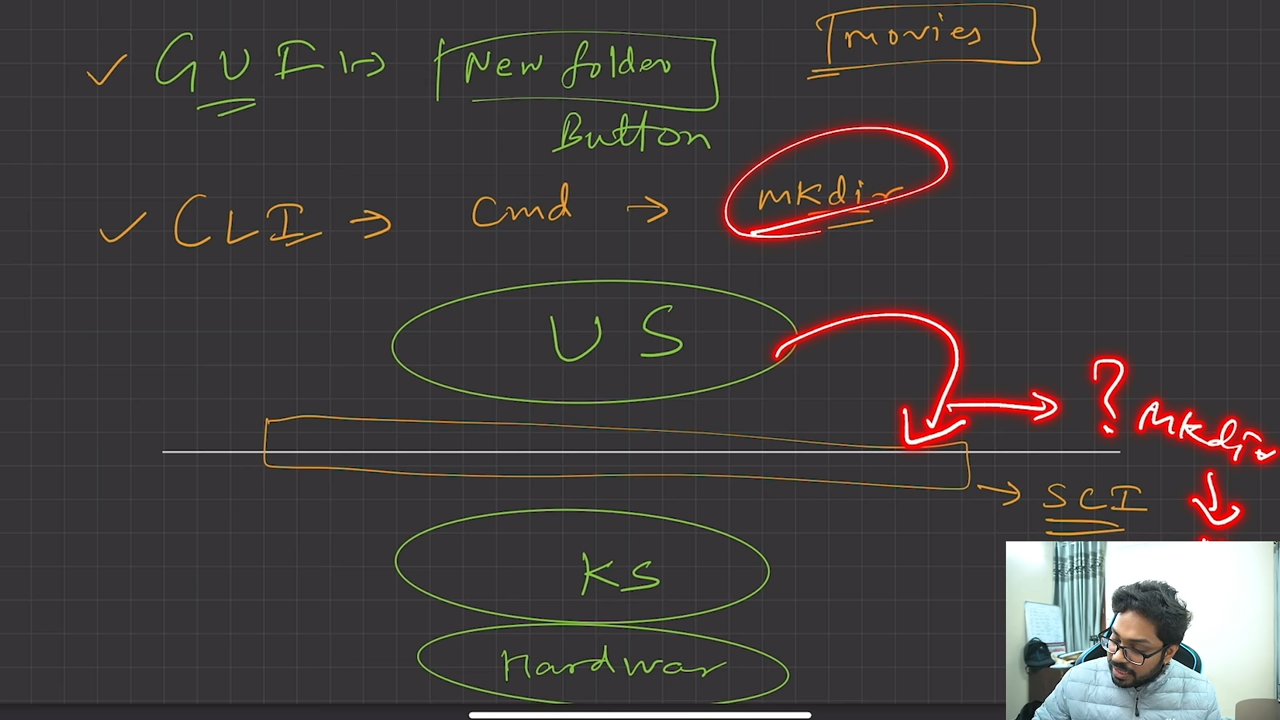 ✓ GUI → New folder
Button
movies
✓ CLI ⇒ Cmd → mkdir
US
? Mkdir
→ SCI
KS
Hardwar